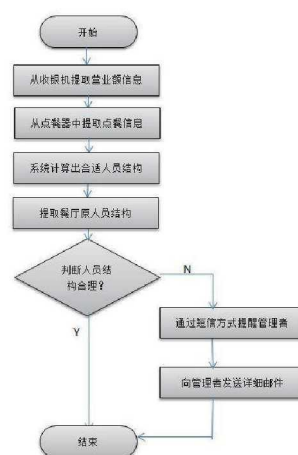 开始
从收银机提取营业额信息
从点餐器中提取点餐信息
系统计算出合适人员结构
提取餐厅原人员结构
判断人员结
构合理?
N
Y
通过短信方式提醒管理者
向管理者发送详细邮件
结束